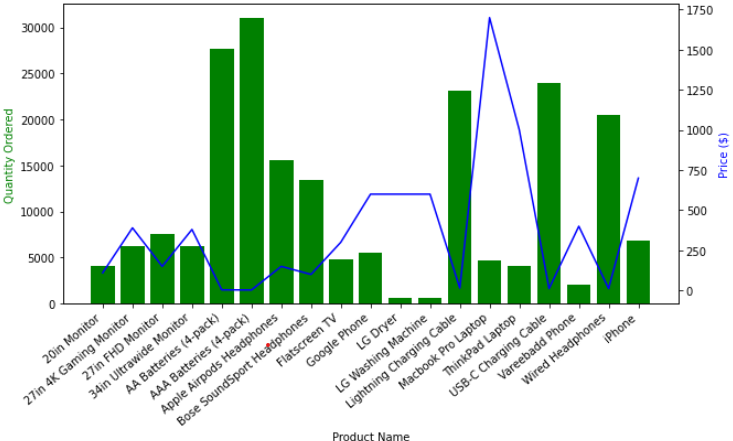 30000
25000
20000
15000
10000
5000
0
Quantity Ordered
1750
1500
1250
1000
750
500
250
0
Price ($)
20in Monitor
27in 4K Gaming Monitor
27in FHD Monitor
34in Ultrawide Monitor
AA Batteries (4-pack)
AAA Batteries (4-pack)
Apple Airpods Headphones
Bose SoundSport Headphones
Flatscreen TV
Google Phone
LG Dryer
LG Washing Machine
Lightning Charging Cable
Macbook Pro Laptop
ThinkPad Laptop
USB-C Charging Cable
Vareebadd Phone
Wired Headphones
iPhone
Product Name